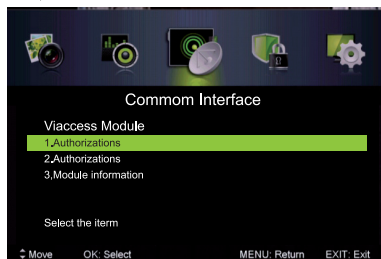 Commom Interface
Viaccess Module
1.Authorizations
2.Authorizations
3,Module information
Select the iterm
Move OK: Select MENU: Return EXIT: Exit